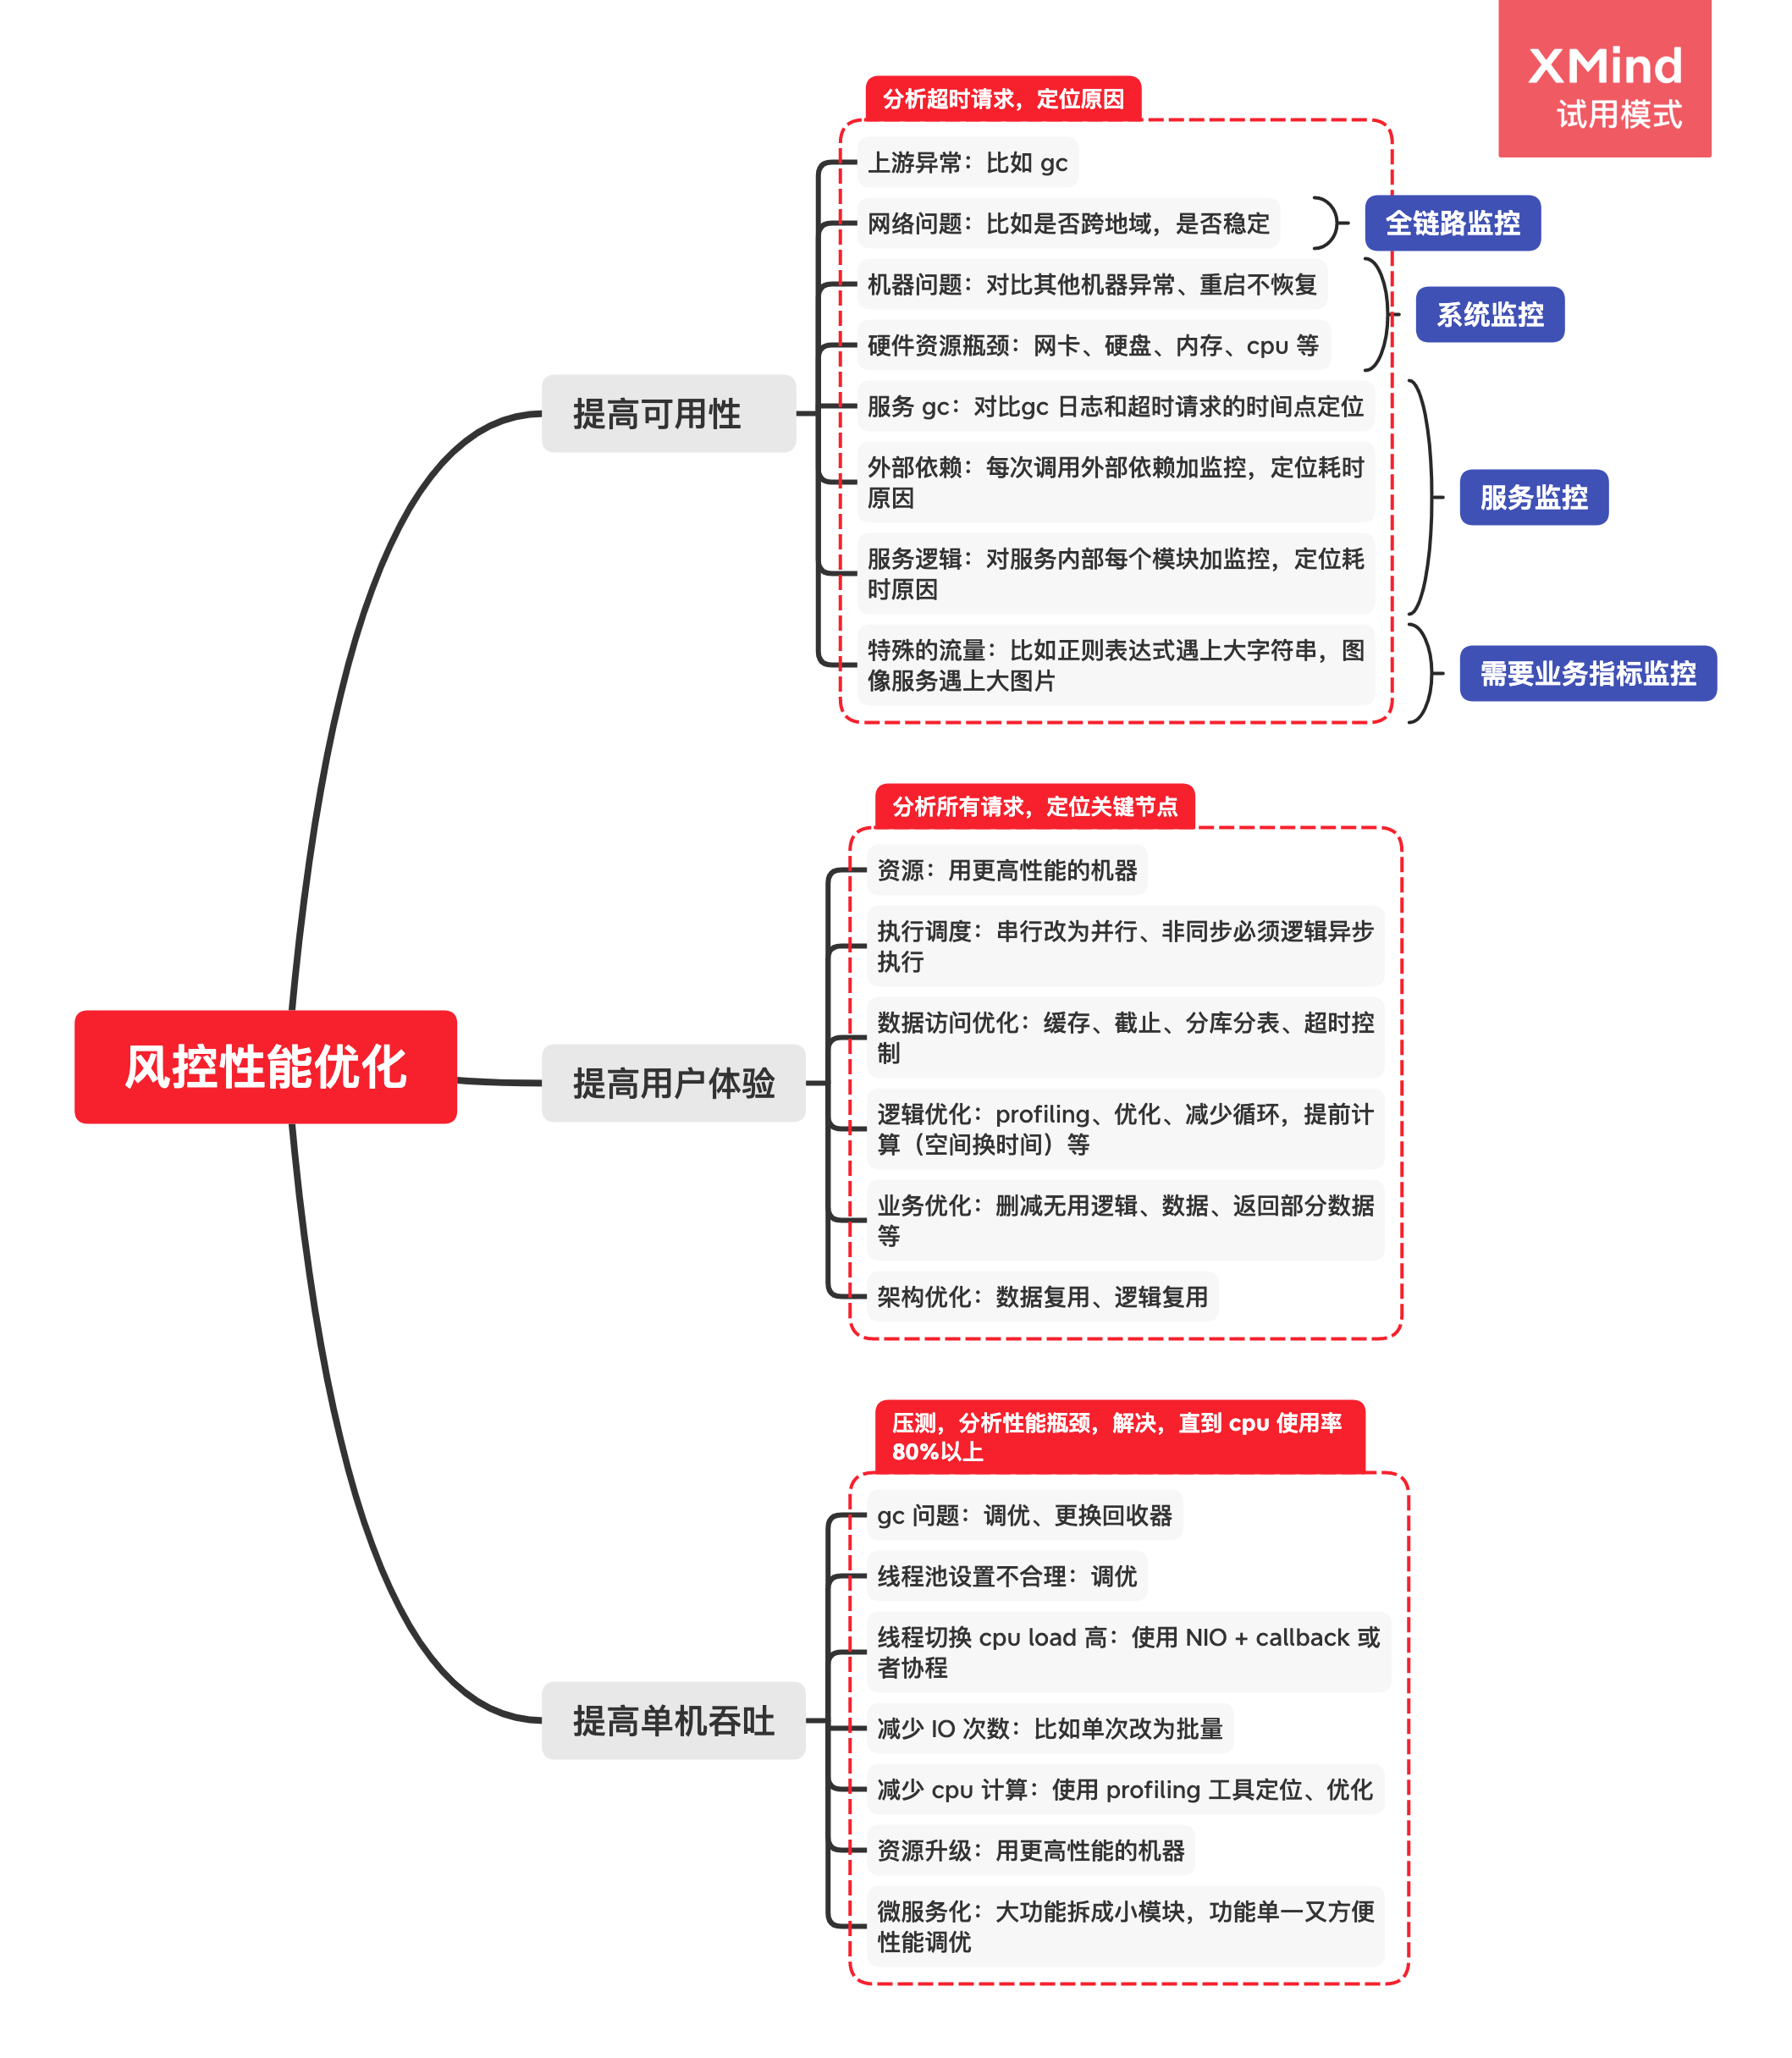 XMind
试用模式
分析超时请求，定位原因
上游异常：比如 gc
网络问题：比如是否跨地域，是否稳定
全链路监控
机器问题：对比其他机器异常、重启不恢复
系统监控
硬件资源瓶颈：网卡、硬盘、内存、cpu 等
提高可用性
服务 gc：对比gc 日志和超时请求的时间点定位
外部依赖：每次调用外部依赖加监控，定位耗时
原因
服务监控
服务逻辑：对服务内部每个模块加监控，定位耗
时原因
特殊的流量：比如正则表达式遇上大字符串，图
像服务遇上大图片
需要业务指标监控
分析所有请求，定位关键节点
资源：用更高性能的机器
执行调度：串行改为并行、非同步必须逻辑异步
执行
数据访问优化：缓存、截止、分库分表、超时控
制
风控性能优化
提高用户体验
逻辑优化：profiling、优化、减少循环，提前计
算（空间换时间）等
业务优化：删减无用逻辑、数据、返回部分数据
等
架构优化：数据复用、逻辑复用
压测，分析性能瓶颈，解决，直到 cpu 使用率
80%以上
gc 问题：调优、更换回收器
线程池设置不合理：调优
线程切换 cpu load 高：使用 NIO + callback 或
者协程
提高单机吞吐
减少 IO 次数：比如单次改为批量
减少 cpu 计算：使用 profiling 工具定位、优化
资源升级：用更高性能的机器
微服务化：大功能拆成小模块，功能单一又方便
性能调优